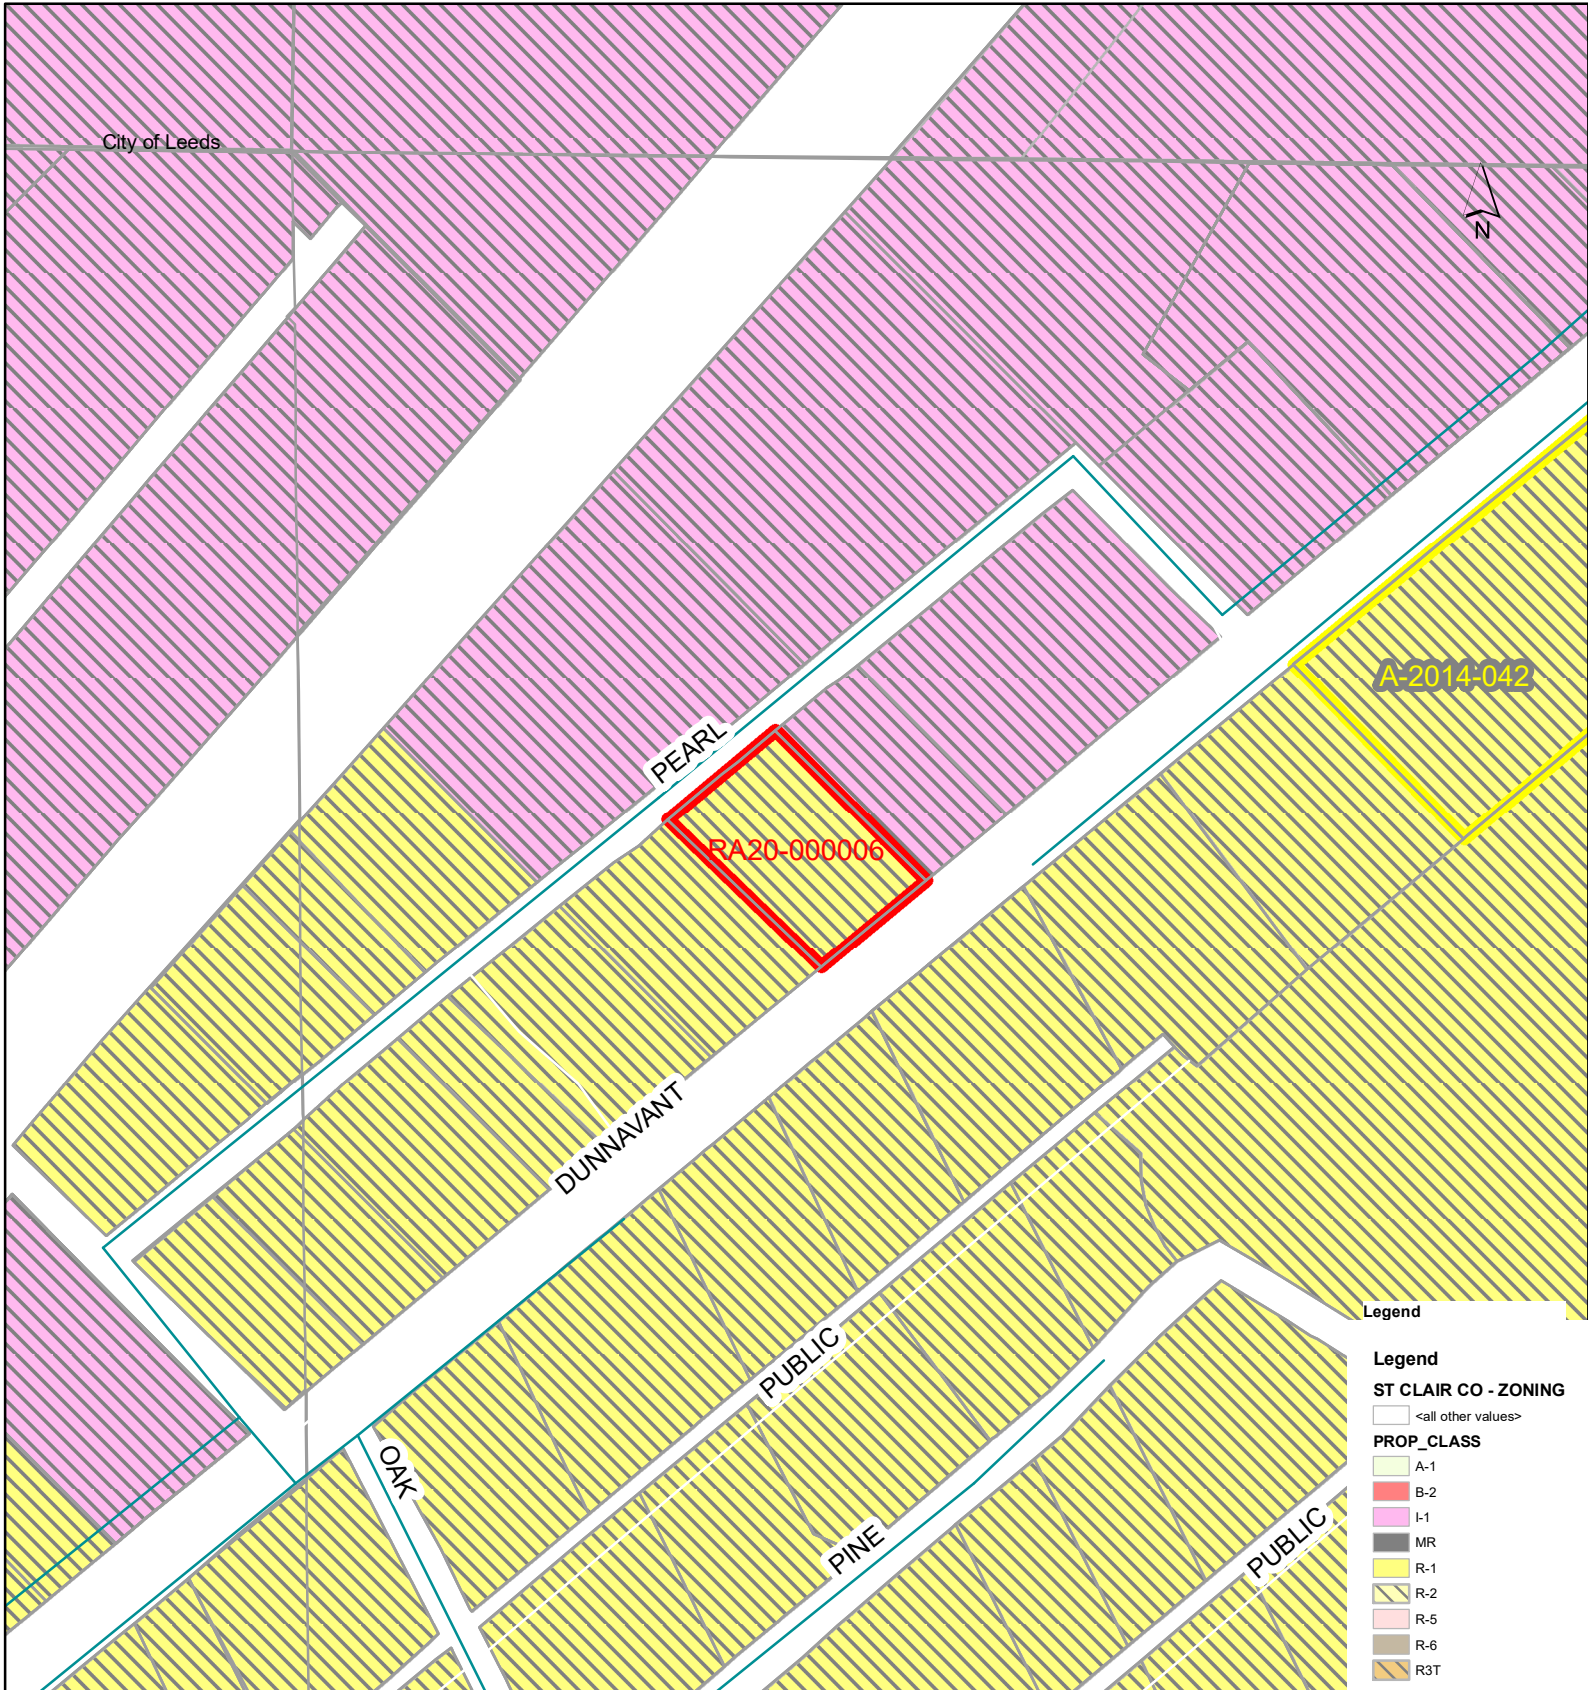 City of Leeds
N
A-2014-042
PEARL
RA20-000006
DUNNAVANT
PUBLIC
OAK
PINE
PUBLIC
Legend
Legend
ST CLAIR CO - ZONING
<all other values>
PROP_CLASS
A-1
B-2
I-1
MR
R-1
R-2
R-5
R-6
R3T